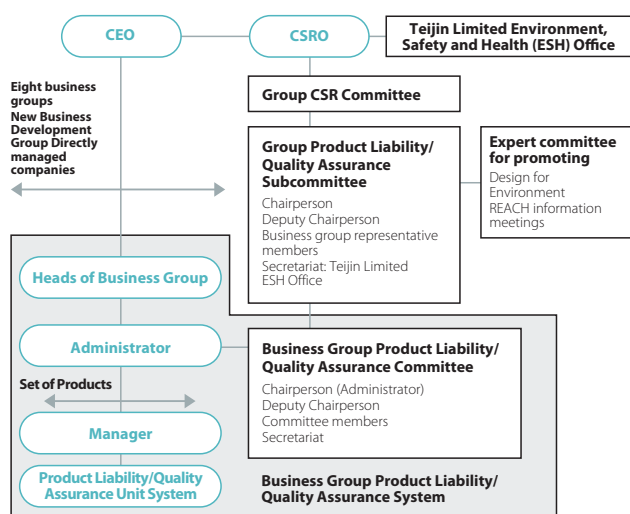 CEO
CSRO
Teijin Limited Environment,
Safety and Health (ESH) Office
Eight business
groups
New Business
Development
Group Directly
managed
companies
Group CSR Committee
Group Product Liability/
Quality Assurance
Subcommittee
Chairperson
Deputy Chairperson
Business group representative
members
Secretariat: Teijin Limited
ESH Office
Expert committee
for promoting
Design for
Environment
REACH information
meetings
Heads of Business Group
Administrator
Business Group Product Liability/
Quality Assurance Committee
Chairperson (Administrator)
Deputy Chairperson
Committee members
Secretariat
Set of Products
Manager
Product Liability/Quality
Assurance Unit System
Business Group Product Liability/
Quality Assurance System